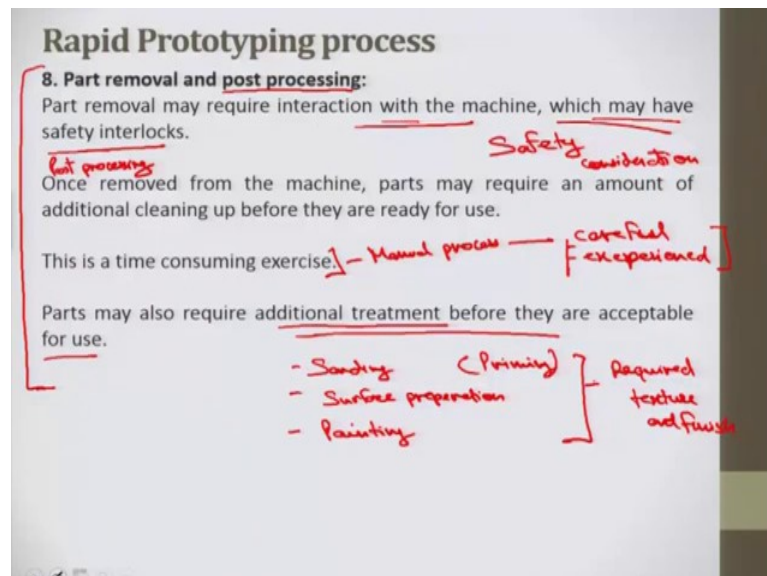 Rapid Prototyping process
8. Part removal and post processing:
Part removal may require interaction with the machine, which may have
safety interlocks.
Safety
consideration
Post processing
Once removed from the machine, parts may require an amount of
additional cleaning up before they are ready for use.
This is a time consuming exercise. - Manual process - careful
exexperioned
Parts may also require additional treatment before they are acceptable
for use.
- Sanding (Priming) Required
- Surface preperation texture
- Painting and finish